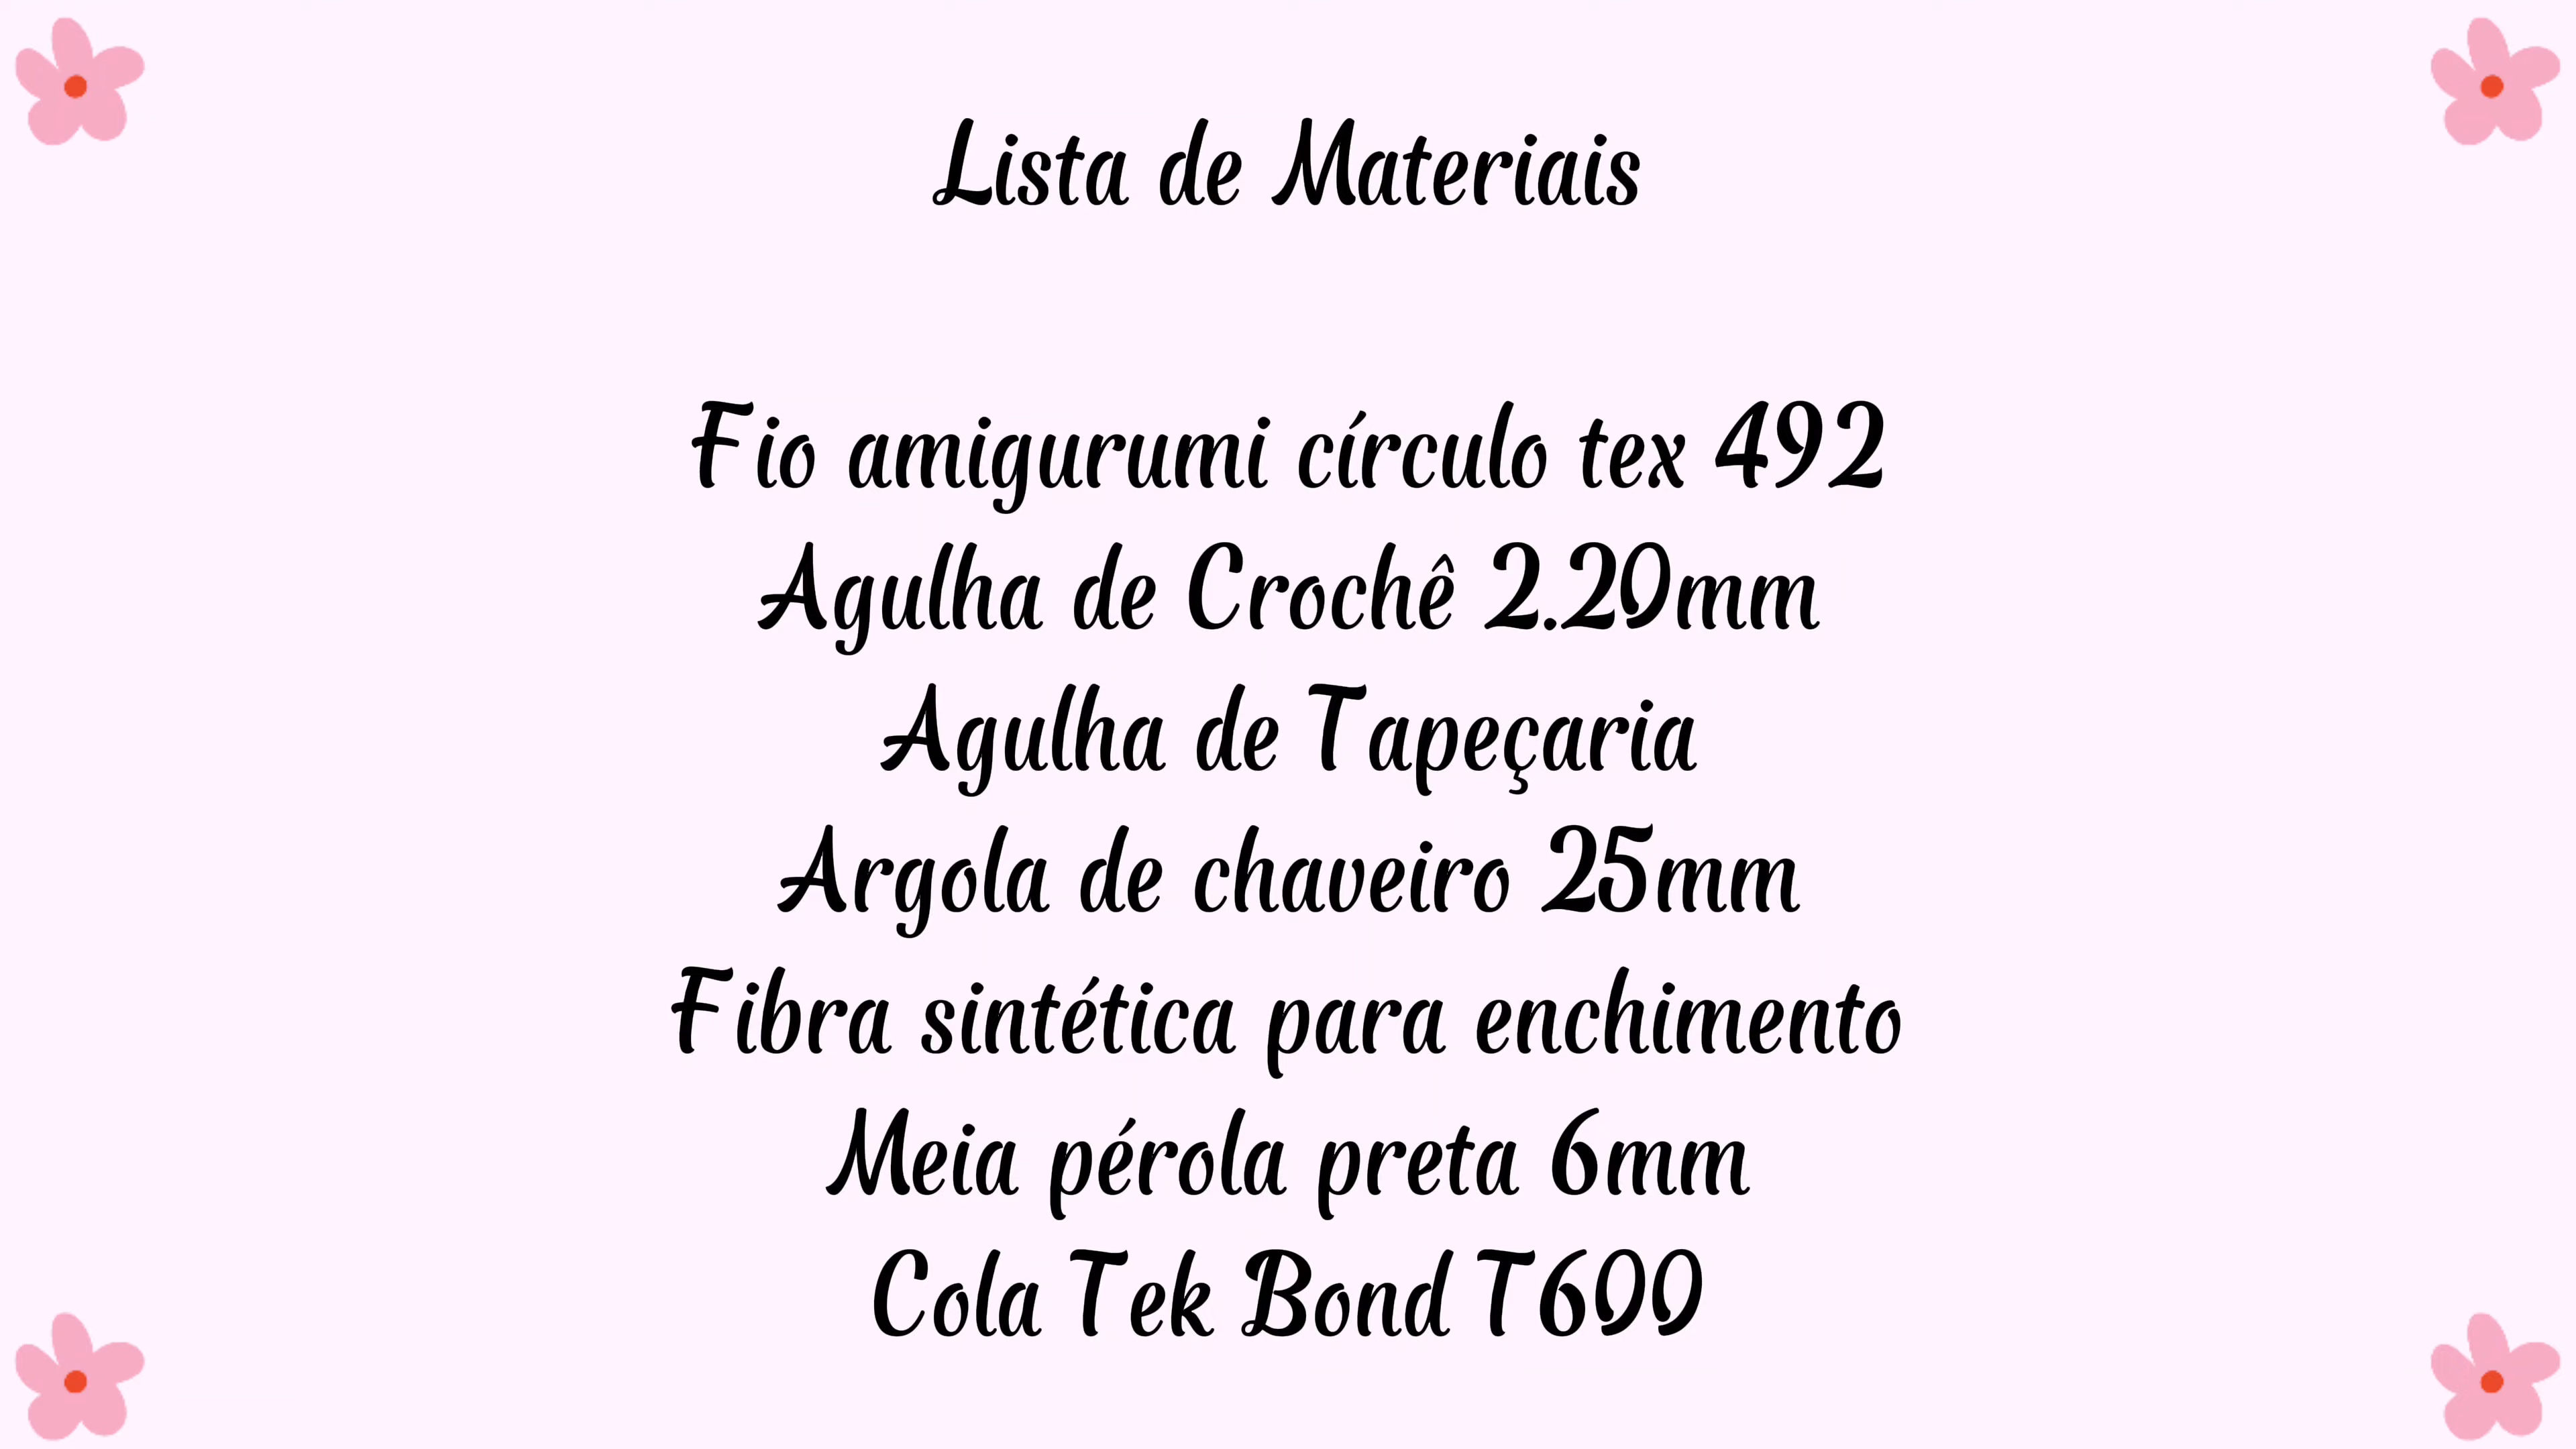 Lista de Materiais
Fio amigurumi círculo tex 492
Agulha de Crochê 2.20mm
Agulha de Tapeçaria
Argola de chaveiro 25mm
Fibra sintética para enchimento
Meia pérola preta 6mm
Cola Tek Bond T600